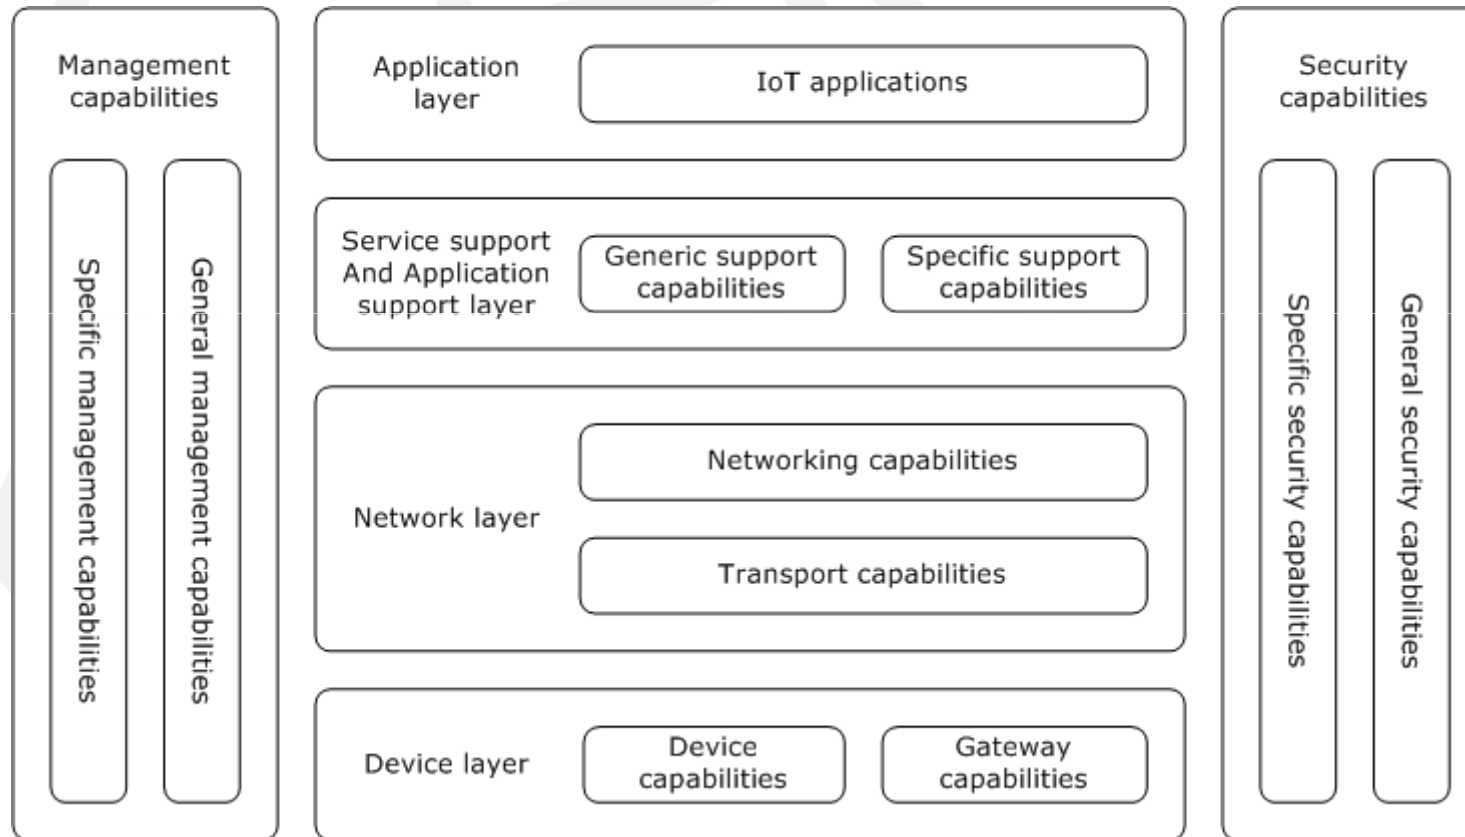 Management
capabilities
Specific management capabilities
General management capabilities
Application
layer
IoT applications
Service support
And Application
support layer
Generic support
capabilities
Specific support
capabilities
Network layer
Networking capabilities
Transport capabilities
Device layer
Device
capabilities
Gateway
capabilities
Security
capabilities
Specific security capabilities
General security capabilities